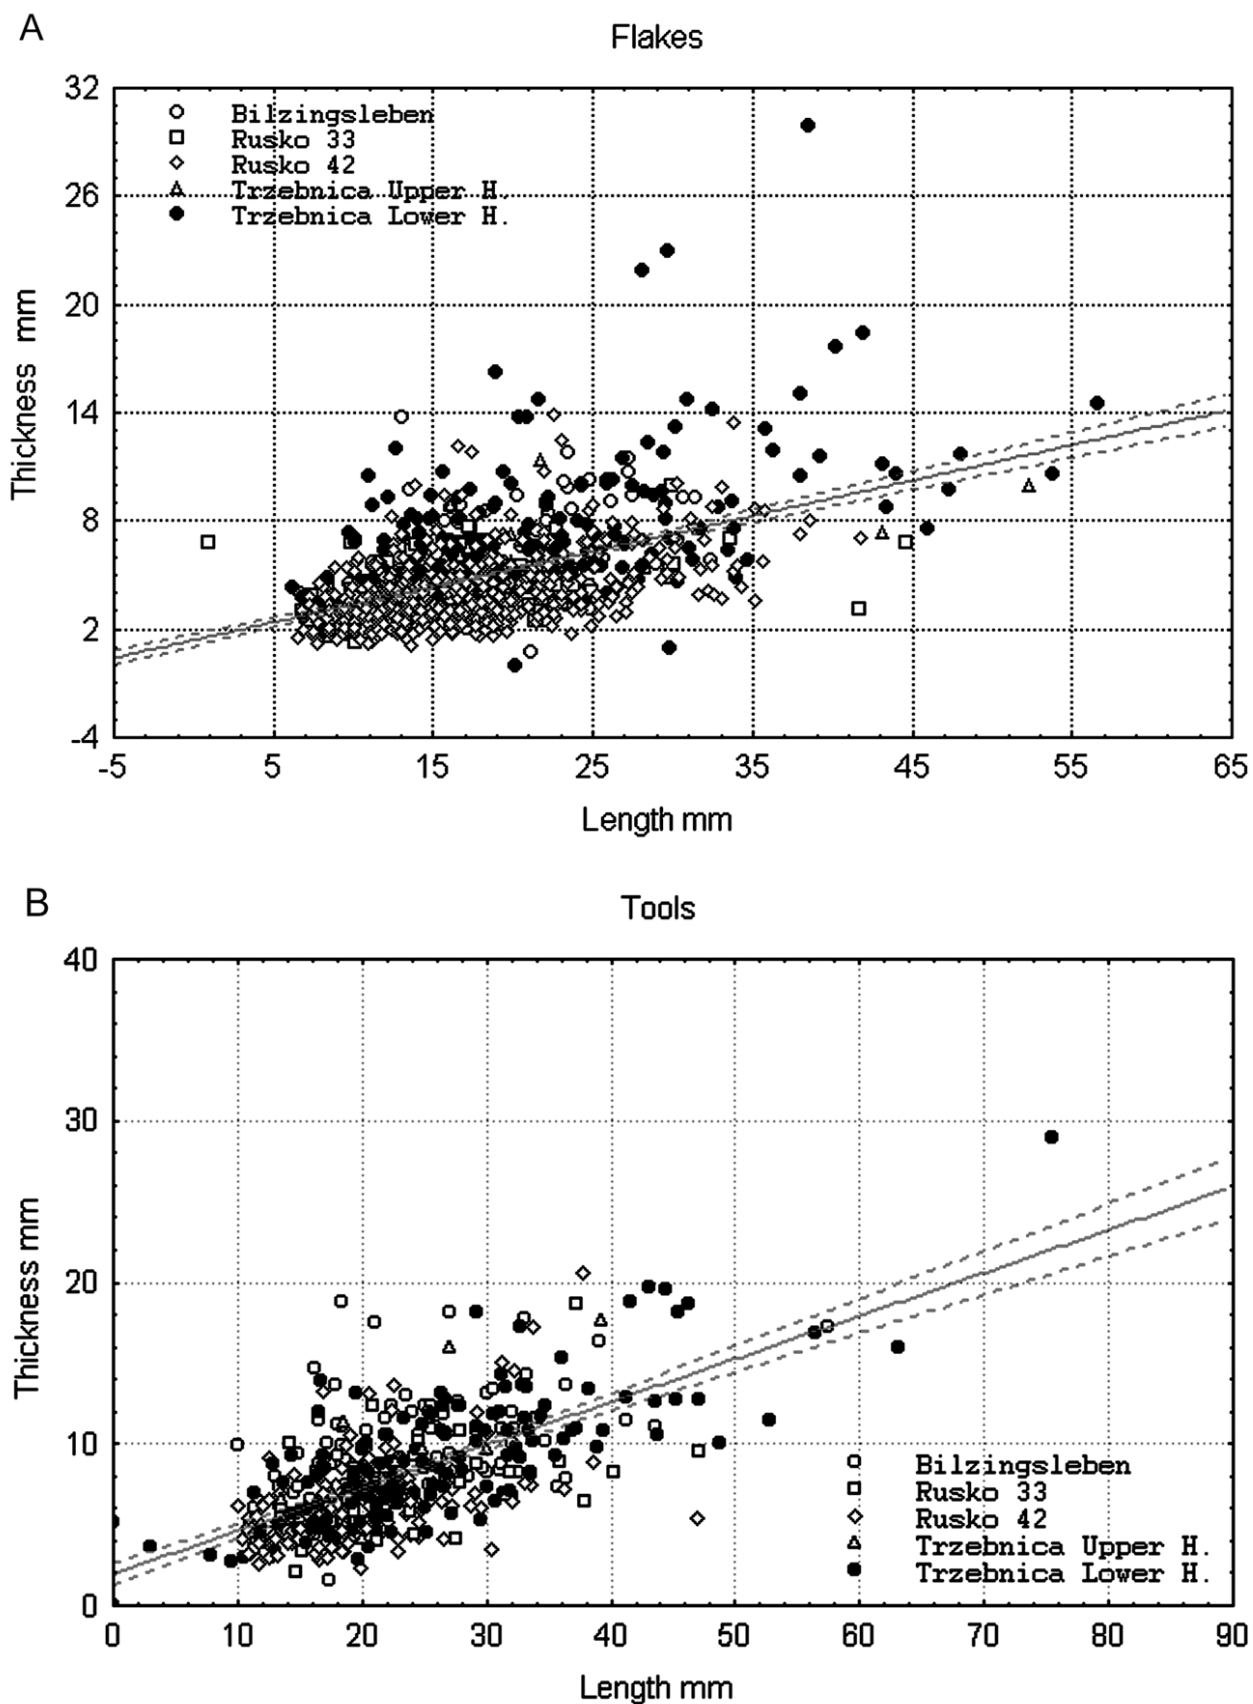 A
Flakes
32
26
20
14
8
2
-4
Thickness mm
Bilzingsleben
Rusko 33
Rusko 42
Trzebnica Upper H.
Trzebnica Lower H.
-5 5 15 25 35 45 55 65
Length mm
B
Tools
40
30
20
10
0
Thickness mm
Bilzingsleben
Rusko 33
Rusko 42
Trzebnica Upper H.
Trzebnica Lower H.
0 10 20 30 40 50 60 70 80 90
Length mm